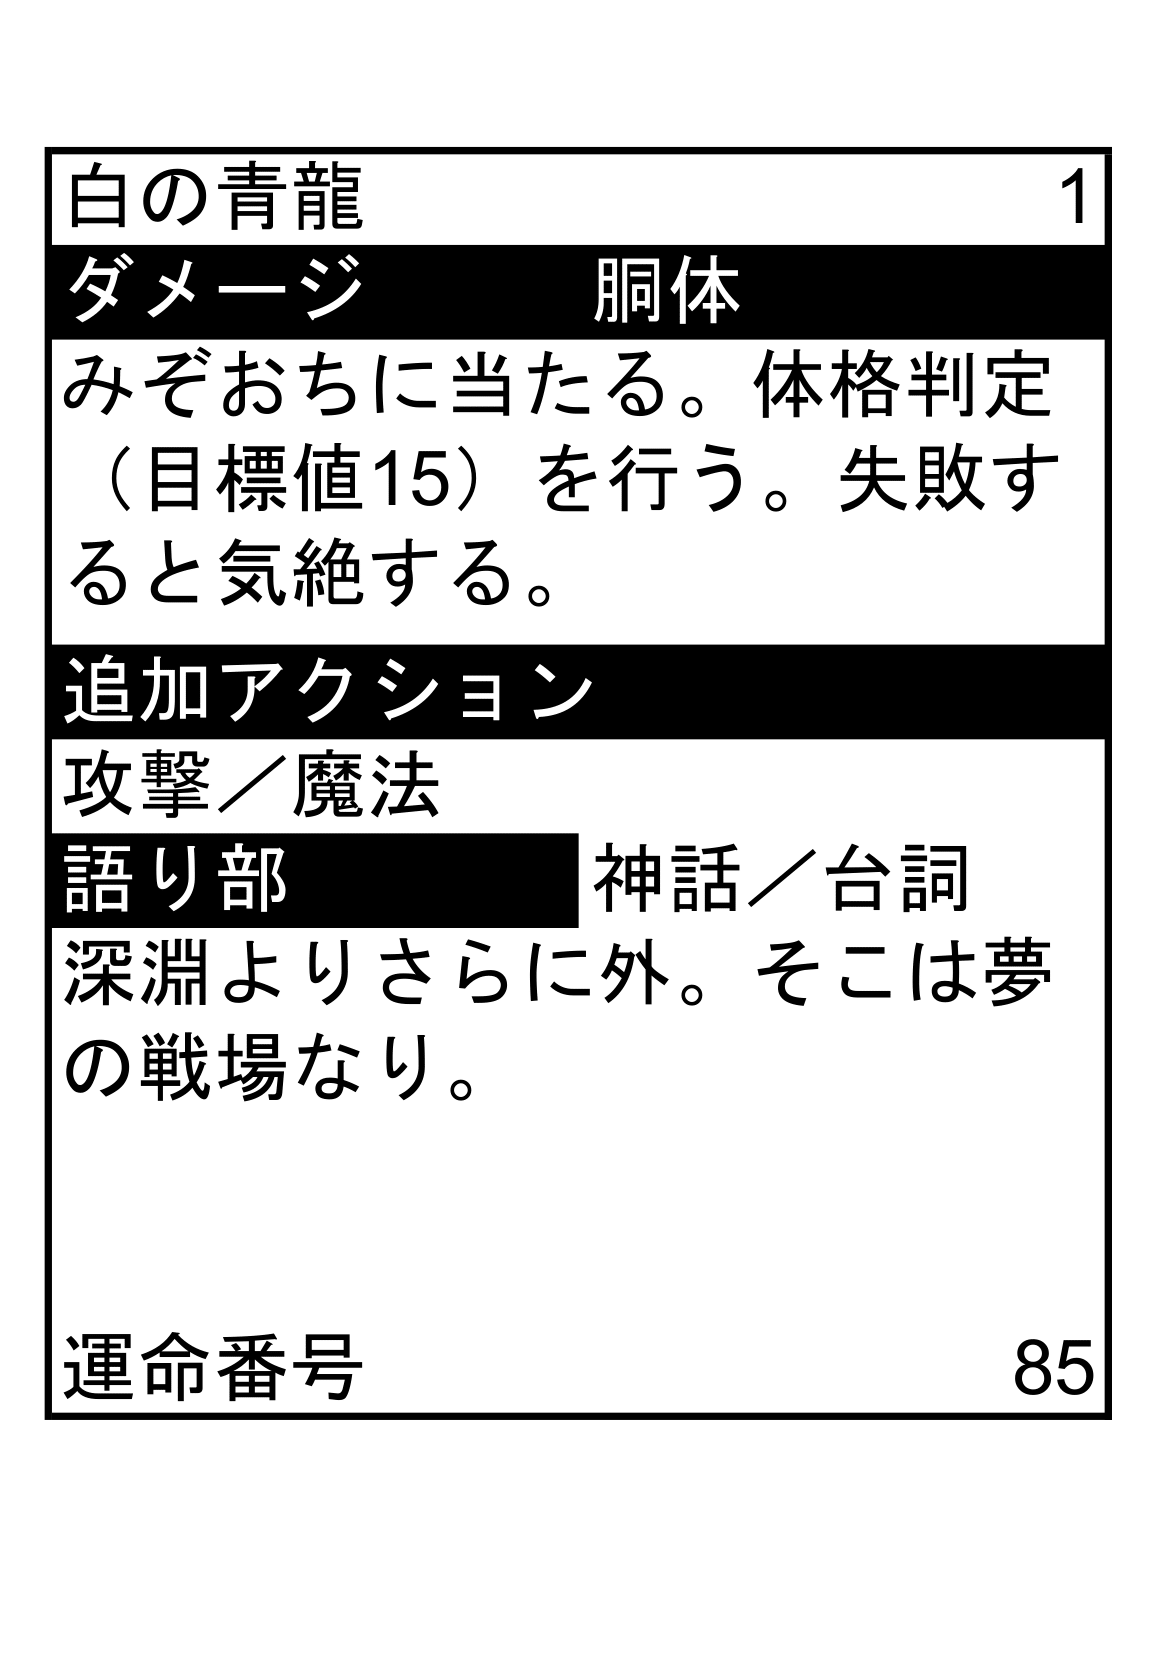 白の青龍 1
ダメージ 胴体
みぞおちに当たる。体格判定
（目標値15）を行う。失敗す
ると気絶する。
追加アクション
攻撃／魔法
語り部 神話／台詞
深淵よりさらに外。そこは夢
の戦場なり。
運命番号 85